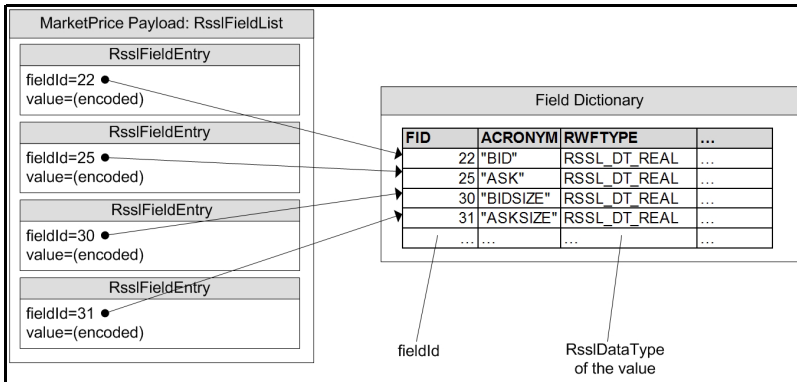 MarketPrice Payload: RsslFieldList
RsslFieldEntry
fieldId=22
value=(encoded)
RsslFieldEntry
fieldId=25
value=(encoded)
RsslFieldEntry
fieldId=30
value=(encoded)
RsslFieldEntry
fieldId=31
value=(encoded)
Field Dictionary
FID ACRONYM RWFTYPE ...
22 "BID" RSSL_DT_REAL ...
25 "ASK" RSSL_DT_REAL ...
30 "BIDSIZE" RSSL_DT_REAL ...
31 "ASKSIZE" RSSL_DT_REAL ...
... ... ... ...
fieldId
RsslDataType
of the value